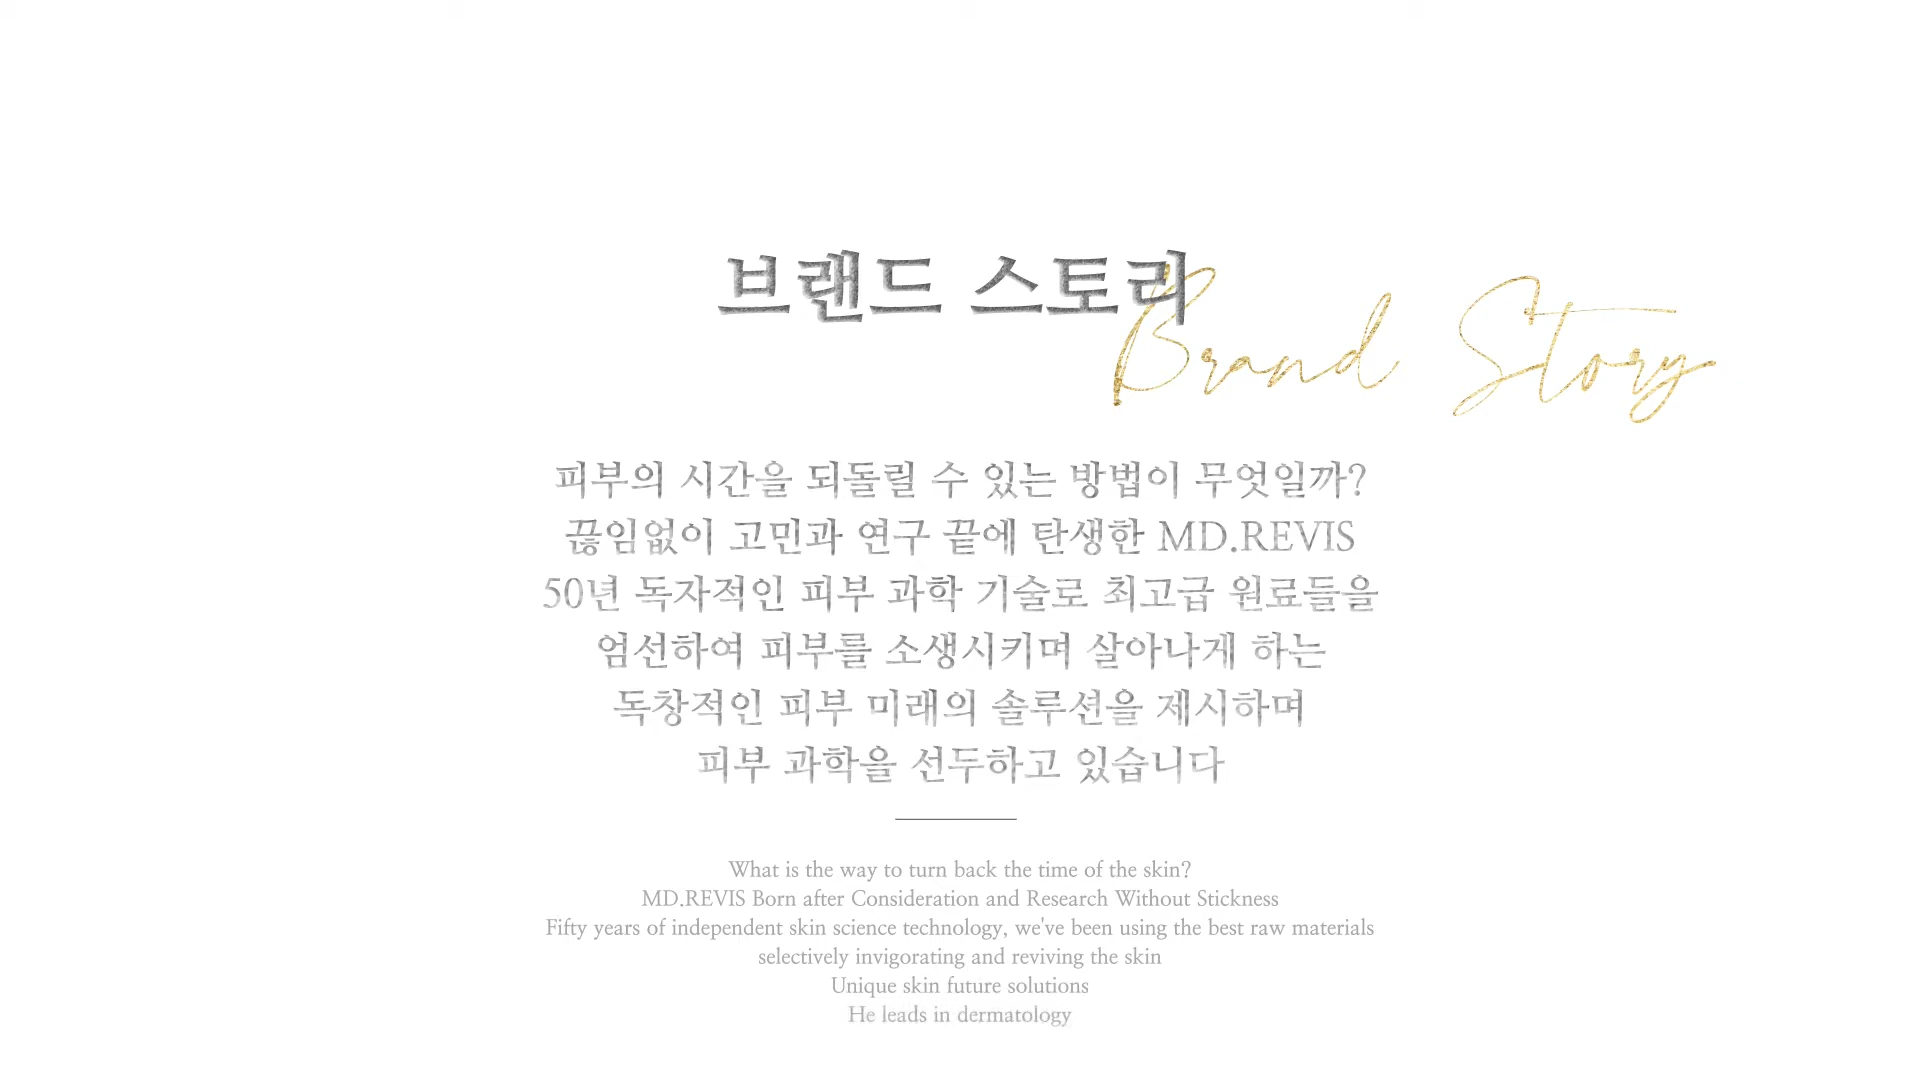 브랜드 스토리
Brand Story
피부의 시간을 되돌릴 수 있는 방법이 무엇일까?
끊임없이 고민과 연구 끝에 탄생한 MD.REVIS
50년 독자적인 피부 과학 기술로 최고급 원료들을
엄선하여 피부를 소생시키며 살아나게 하는
독창적인 피부 미래의 솔루션을 제시하며
피부 과학을 선두하고 있습니다
What is the way to turn back the time of the skin?
MD.REVIS Born after Consideration and Research Without Stickness
Fifty years of independent skin science technology, we've been using the best raw materials
selectively invigorating and reviving the skin
Unique skin future solutions
He leads in dermatology